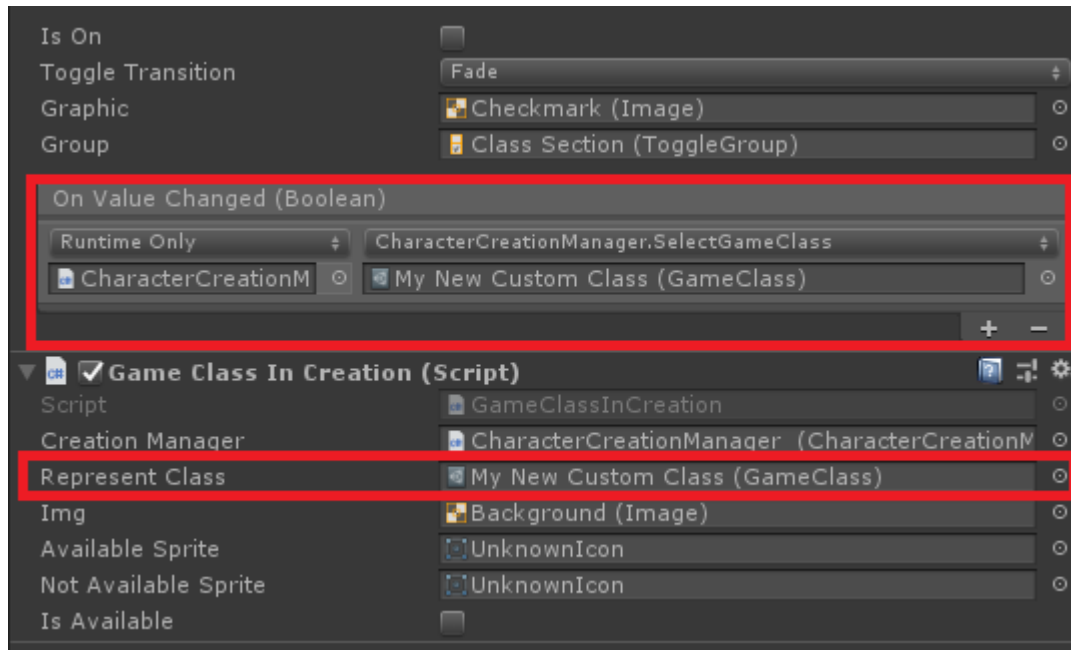 Is On
Toggle Transition Fade
Graphic Checkmark (Image)
Group Class Section (ToggleGroup)
On Value Changed (Boolean)
Runtime Only CharacterCreationManager.SelectGameClass
CharacterCreationM My New Custom Class (GameClass)
+ −
Game Class In Creation (Script)
Script GameClassInCreation
Creation Manager CharacterCreationManager (CharacterCreationM
Represent Class My New Custom Class (GameClass)
Img Background (Image)
Available Sprite UnknownIcon
Not Available Sprite UnknownIcon
Is Available